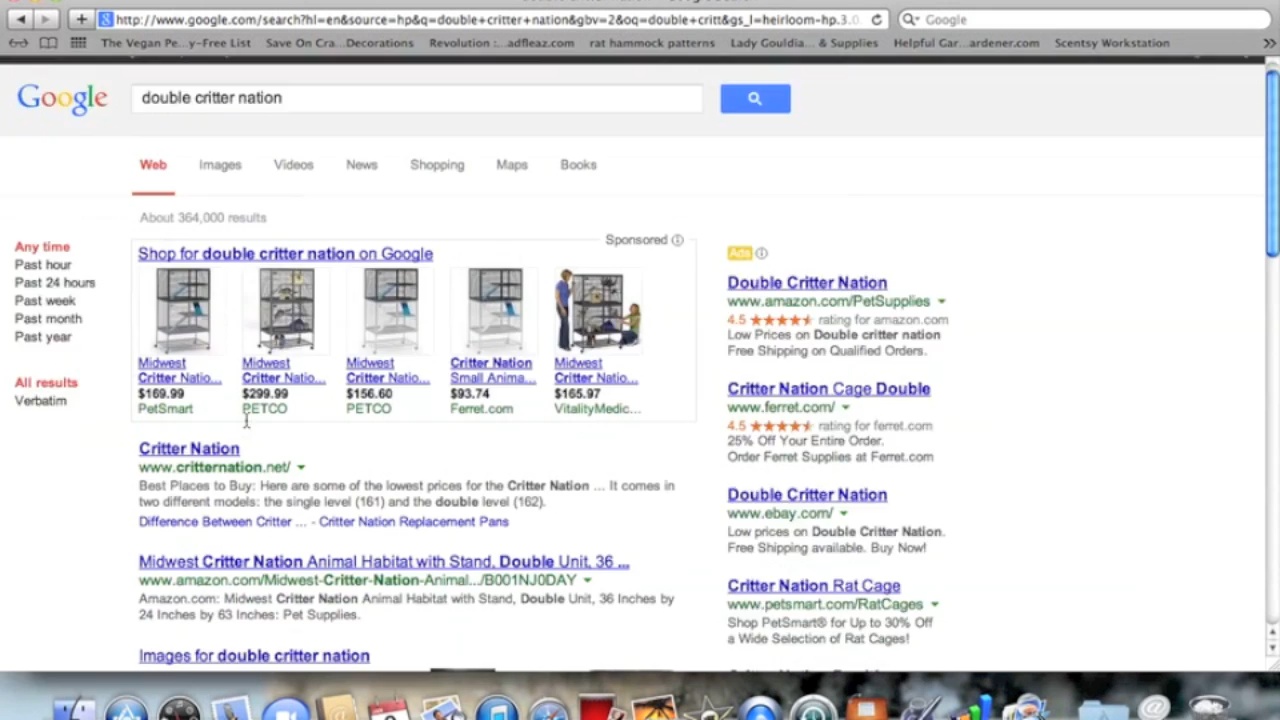 http://www.google.com/search?hl=en&source=hp&q=double+critter+nation&gbv=2&oq=double+critt&gs_l=heirloom-hp.3.0.
Google
The Vegan Pe...y-Free List
Save On Cra...Decorations
Revolution :...adfleaz.com
rat hammock patterns
Lady Gouldia... & Supplies
Helpful Gar...ardener.com
Scentsy Workstation
Google
double critter nation
Web
Images
Videos
News
Shopping
Maps
Books
About 364,000 results
Any time
Past hour
Past 24 hours
Past week
Past month
Past year
All results
Verbatim
Sponsored
Shop for double critter nation on Google
Midwest
Critter Natio...
$169.99
PetSmart
Midwest
Critter Natio...
$299.99
PETCO
Midwest
Critter Natio...
$156.60
PETCO
Critter Nation
Small Anima...
$93.74
Ferret.com
Midwest
Critter Natio...
$165.97
VitalityMedic...
Critter Nation
www.critternation.net/
Best Places to Buy: Here are some of the lowest prices for the Critter Nation ... It comes in
two different models: the single level (161) and the double level (162).
Difference Between Critter ... - Critter Nation Replacement Pans
Midwest Critter Nation Animal Habitat with Stand, Double Unit, 36 ...
www.amazon.com/Midwest-Critter-Nation-Animal.../B001NJ0DAY
Amazon.com: Midwest Critter Nation Animal Habitat with Stand, Double Unit, 36 Inches by
24 Inches by 63 Inches: Pet Supplies.
Images for double critter nation
Ads
Double Critter Nation
www.amazon.com/PetSupplies
4.5 ★★★★★ rating for amazon.com
Low Prices on Double critter nation
Free Shipping on Qualified Orders.
Critter Nation Cage Double
www.ferret.com/
4.5 ★★★★★ rating for ferret.com
25% Off Your Entire Order.
Order Ferret Supplies at Ferret.com
Double Critter Nation
www.ebay.com/
Low prices on Double Critter Nation.
Free Shipping available. Buy Now!
Critter Nation Rat Cage
www.petsmart.com/RatCages
Shop PetSmart® for Up to 30% Off
a Wide Selection of Rat Cages!